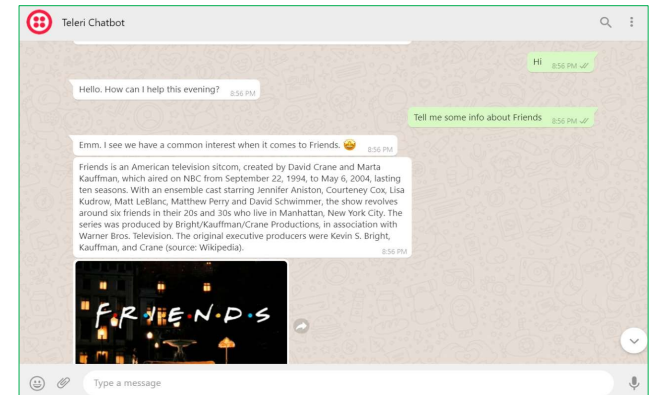 Teleri Chatbot
Hi
8:56 PM
Hello. How can I help this evening?
8:56 PM
Tell me some info about Friends
8:56 PM
Emm. I see we have a common interest when it comes to Friends. 🤩
8:56 PM
Friends is an American television sitcom, created by David Crane and Marta
Kauffman, which aired on NBC from September 22, 1994, to May 6, 2004, lasting
ten seasons. With an ensemble cast starring Jennifer Aniston, Courteney Cox, Lisa
Kudrow, Matt LeBlanc, Matthew Perry and David Schwimmer, the show revolves
around six friends in their 20s and 30s who live in Manhattan, New York City. The
series was produced by Bright/Kauffman/Crane Productions, in association with
Warner Bros. Television. The original executive producers were Kevin S. Bright,
Kauffman, and Crane (source: Wikipedia).
8:56 PM
F•R•I•E•N•D•S
Type a message